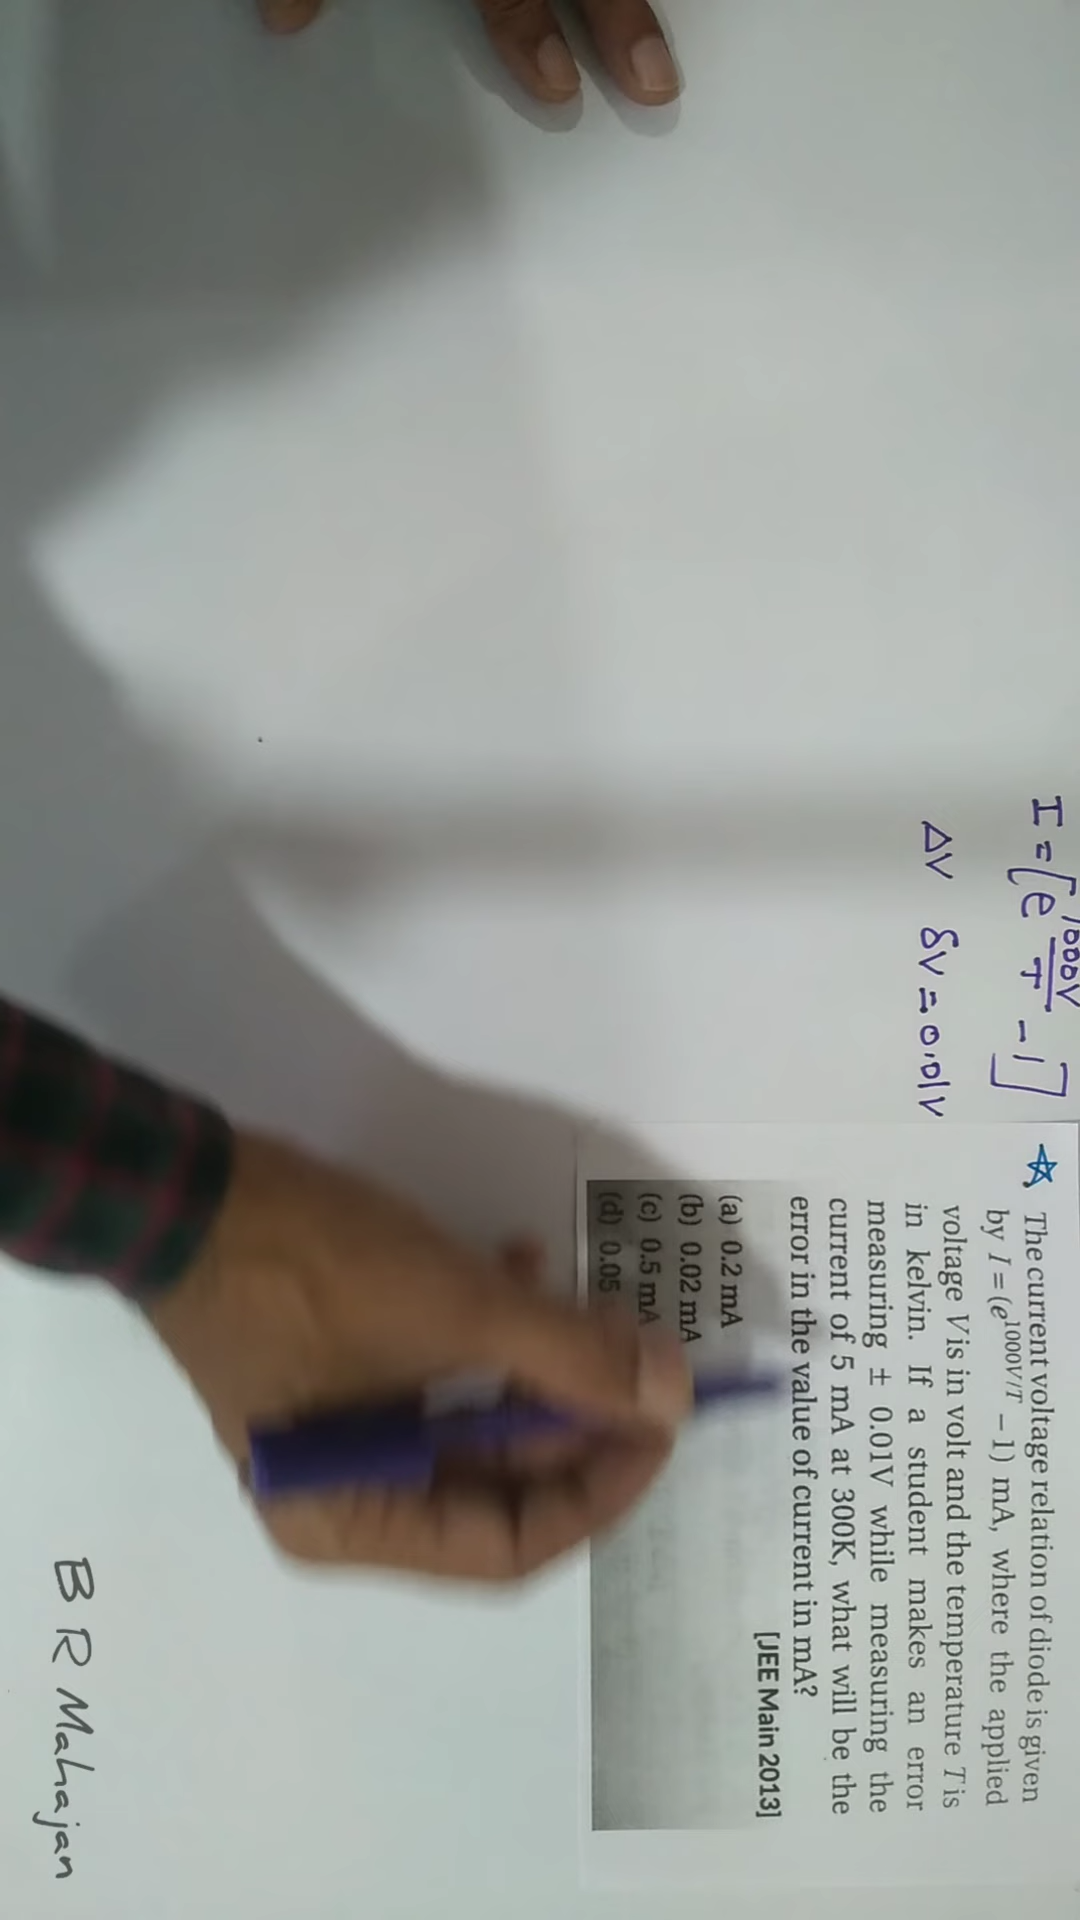 I = [e 1000V/T - 1]
ΔV δV = 0.01V
☆ The current voltage relation of diode is given
by I = (e^1000V/T − 1) mA, where the applied
voltage V is in volt and the temperature T is
in kelvin. If a student makes an error
measuring ± 0.01V while measuring the
current of 5 mA at 300K, what will be the
error in the value of current in mA?
[JEE Main 2013]
(a) 0.2 mA
(b) 0.02 mA
(c) 0.5 mA
(d) 0.05
B R Mahajan